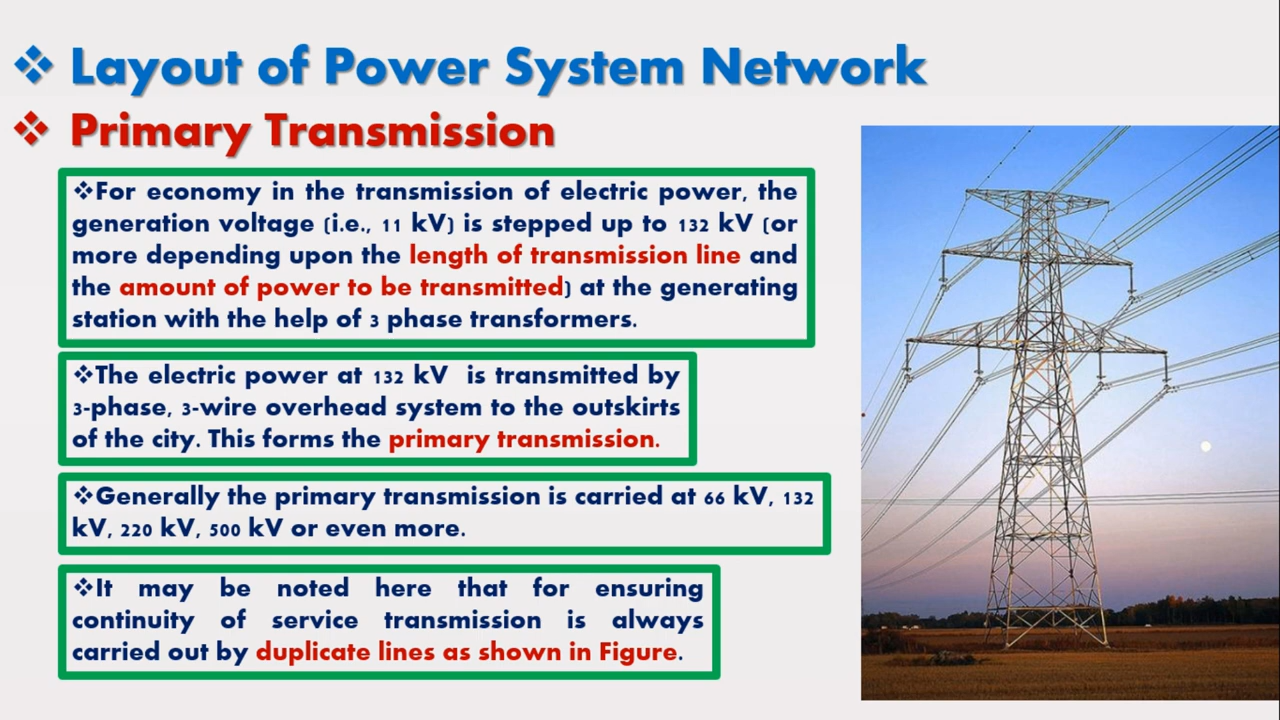 ❖ Layout of Power System Network
❖ Primary Transmission
❖For economy in the transmission of electric power, the
generation voltage (i.e., 11 kV) is stepped up to 132 kV (or
more depending upon the length of transmission line and
the amount of power to be transmitted) at the generating
station with the help of 3 phase transformers.
❖The electric power at 132 kV is transmitted by
3-phase, 3-wire overhead system to the outskirts
of the city. This forms the primary transmission.
❖Generally the primary transmission is carried at 66 kV, 132
kV, 220 kV, 500 kV or even more.
❖It may be noted here that for ensuring
continuity of service transmission is always
carried out by duplicate lines as shown in Figure.